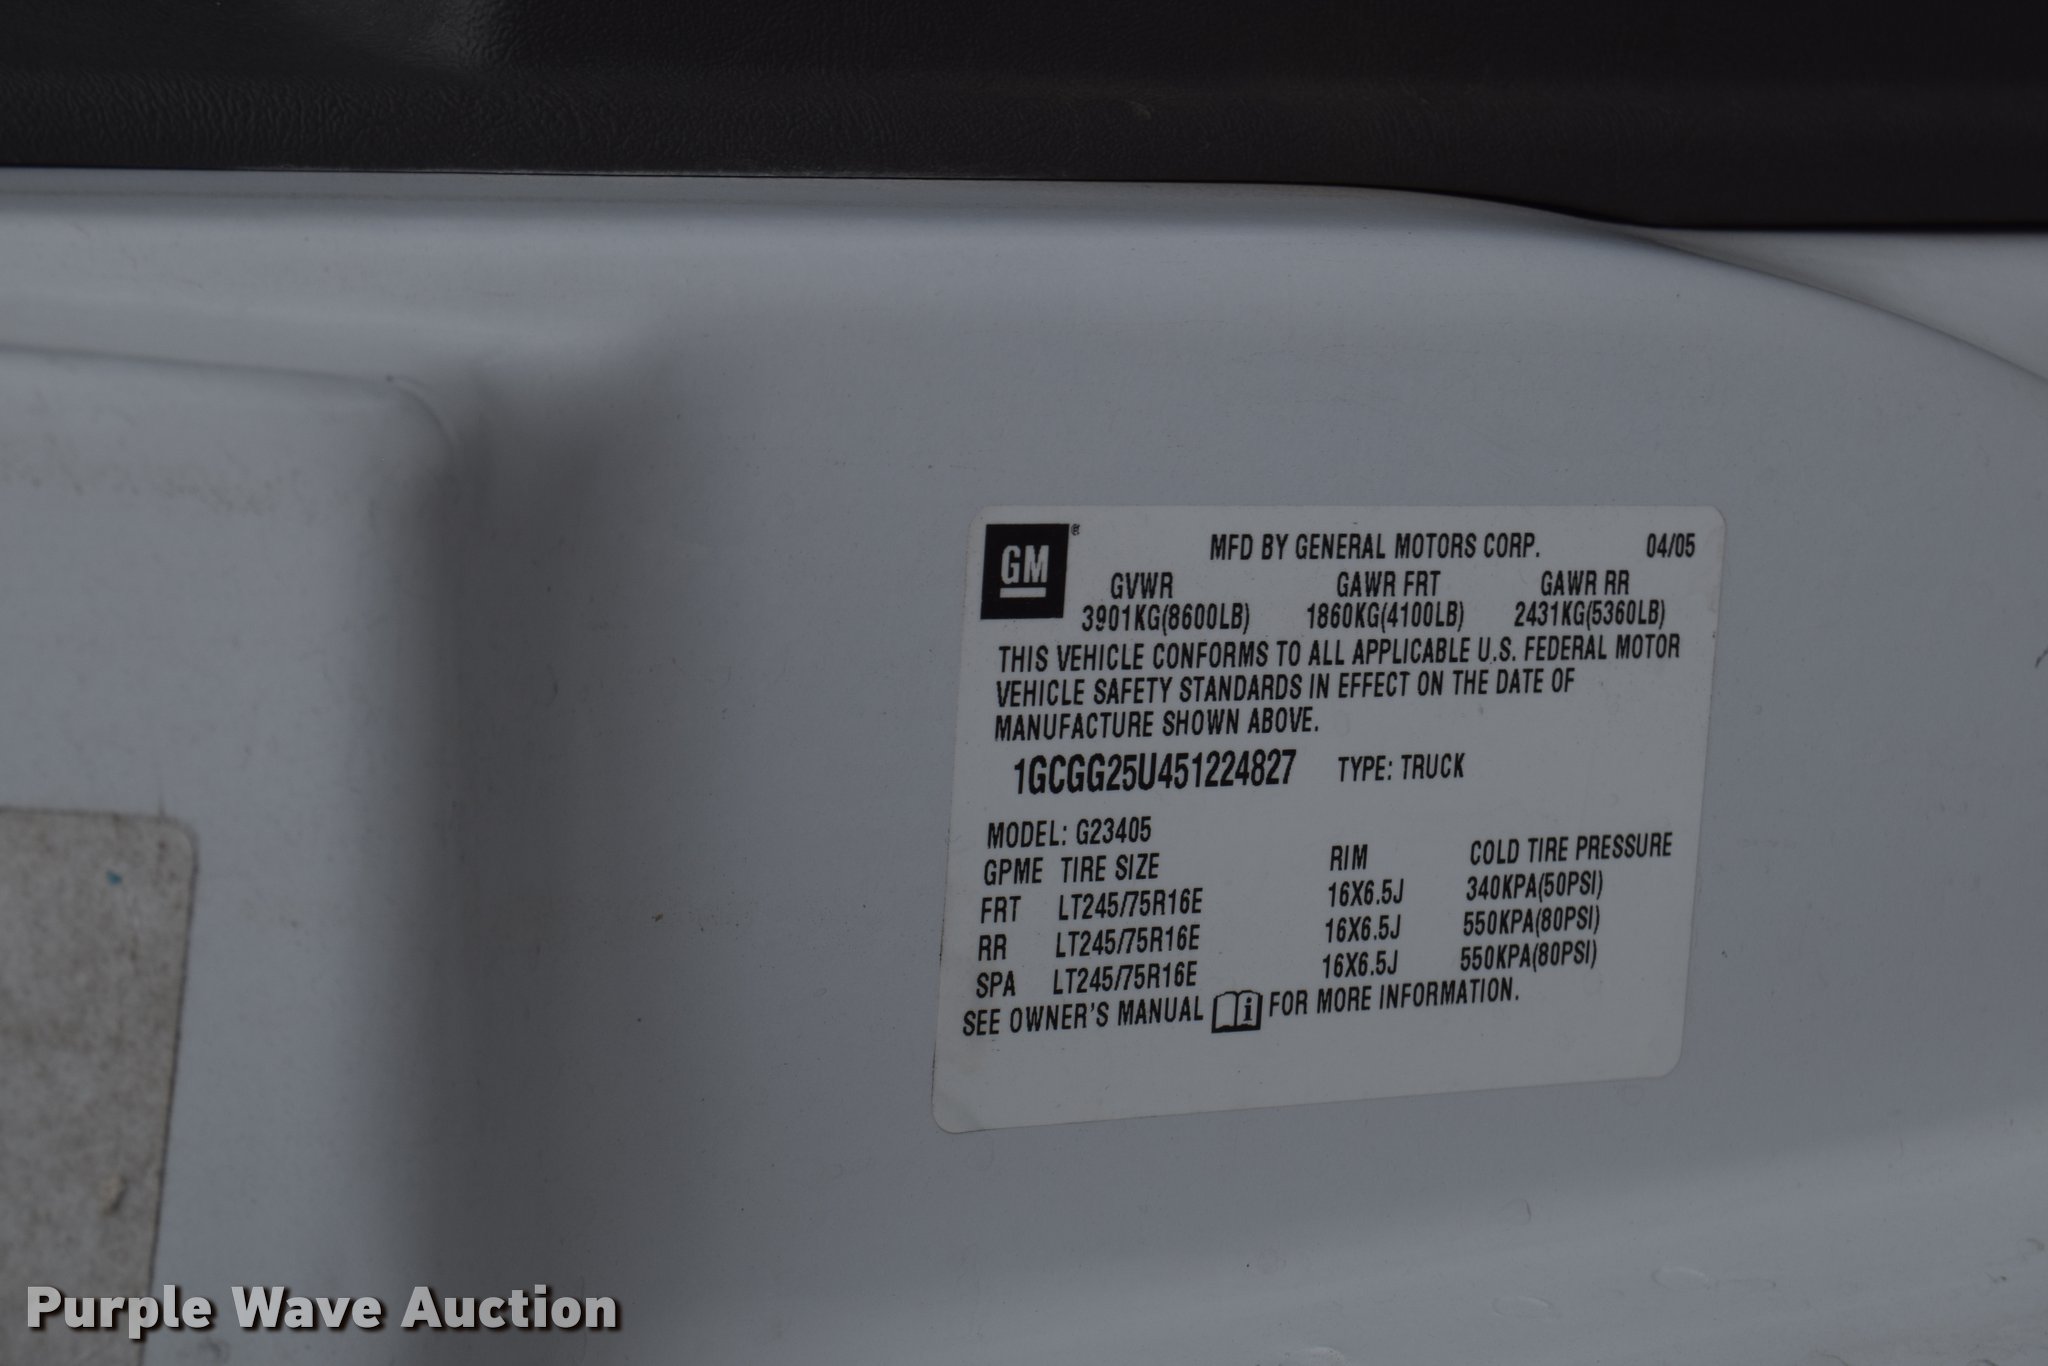 GM®
MFD BY GENERAL MOTORS CORP. 04/05
GVWR GAWR FRT GAWR RR
3901KG(8600LB) 1860KG(4100LB) 2431KG(5360LB)
THIS VEHICLE CONFORMS TO ALL APPLICABLE U.S. FEDERAL MOTOR
VEHICLE SAFETY STANDARDS IN EFFECT ON THE DATE OF
MANUFACTURE SHOWN ABOVE.
1GCGG25U451224827 TYPE: TRUCK
MODEL: G23405
GPME TIRE SIZE RIM COLD TIRE PRESSURE
FRT LT245/75R16E 16X6.5J 340KPA(50PSI)
RR LT245/75R16E 16X6.5J 550KPA(80PSI)
SPA LT245/75R16E 16X6.5J 550KPA(80PSI)
SEE OWNER'S MANUAL i FOR MORE INFORMATION.
Purple Wave Auction